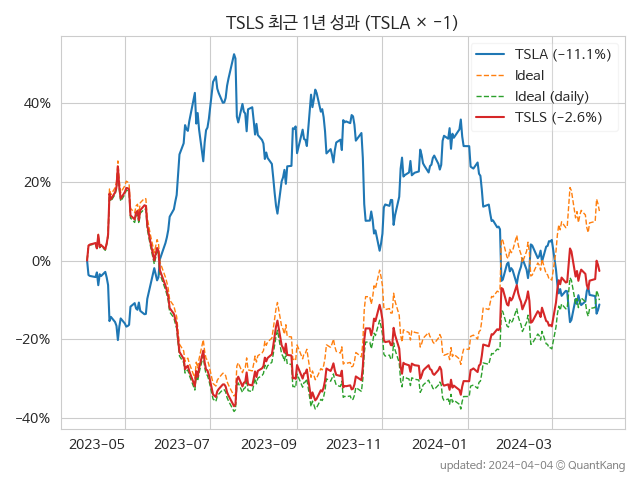 TSLS 최근 1년 성과 (TSLA × −1)
TSLA (−11.1%)
Ideal
Ideal (daily)
TSLS (−2.6%)
40%
20%
0%
−20%
−40%
2023-05
2023-07
2023-09
2023-11
2024-01
2024-03
updated: 2024-04-04 © QuantKang